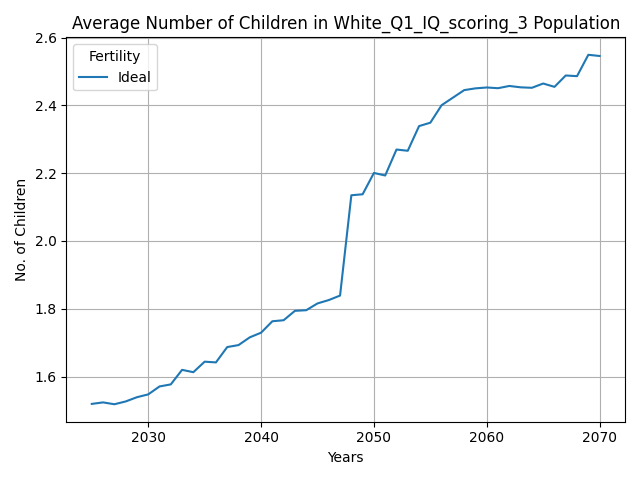 Average Number of Children in White_Q1_IQ_scoring_3 Population
Fertility
Ideal
No. of Children
2.6
2.4
2.2
2.0
1.8
1.6
2030 2040 2050 2060 2070
Years